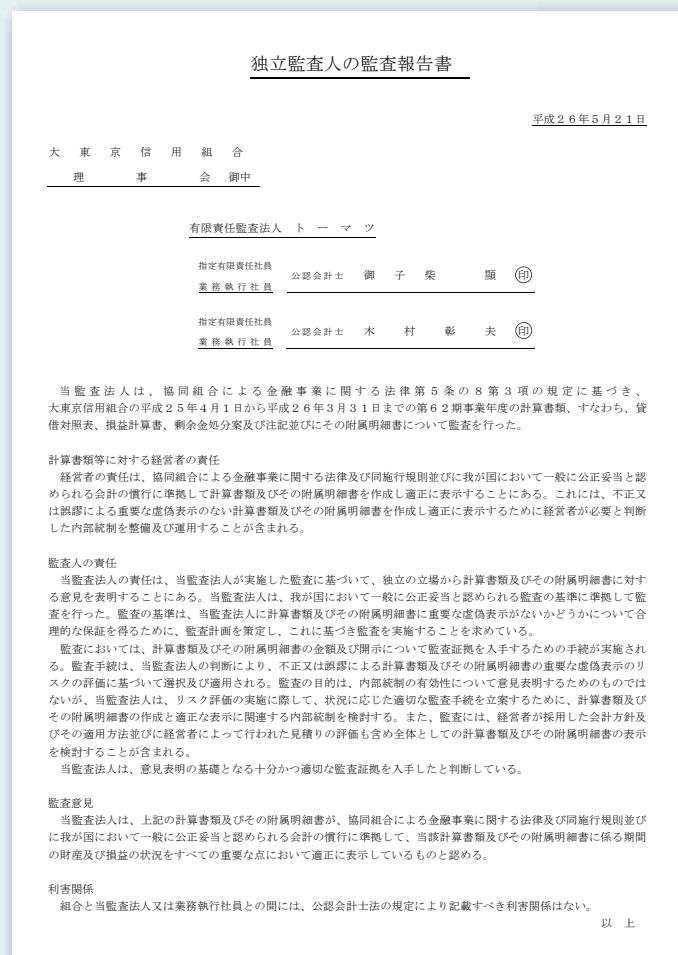 独立監査人の監査報告書
平成２６年５月２１日
大東京信用組合
理事会 御中
有限責任監査法人 トーマツ
指定有限責任社員
業務執行社員
公認会計士 御子柴 顯 ㊞
指定有限責任社員
業務執行社員
公認会計士 木村彰夫 ㊞
当監査法人は、協同組合による金融事業に関する法律第５条の８第３項の規定に基づき、
大東京信用組合の平成２５年４月１日から平成２６年３月３１日までの第６２期事業年度の計算書類、すなわち、貸
借対照表、損益計算書、剰余金処分案及び注記並びにその附属明細書について監査を行った。
計算書類等に対する経営者の責任
経営者の責任は、協同組合による金融事業に関する法律及び同施行規則並びに我が国において一般に公正妥当と認
められる会計の慣行に準拠して計算書類及びその附属明細書を作成し適正に表示することにある。これには、不正又
は誤謬による重要な虚偽表示のない計算書類及びその附属明細書を作成し適正に表示するために経営者が必要と判断
した内部統制を整備及び運用することが含まれる。
監査人の責任
当監査法人の責任は、当監査法人が実施した監査に基づいて、独立の立場から計算書類及びその附属明細書に対す
る意見を表明することにある。当監査法人は、我が国において一般に公正妥当と認められる監査の基準に準拠して監
査を行った。監査の基準は、当監査法人に計算書類及びその附属明細書に重要な虚偽表示がないかどうかについて合
理的な保証を得るために、監査計画を策定し、これに基づき監査を実施することを求めている。
監査においては、計算書類及びその附属明細書の金額及び開示について監査証拠を入手するための手続が実施され
る。監査手続は、当監査法人の判断により、不正又は誤謬による計算書類及びその附属明細書の重要な虚偽表示のリ
スクの評価に基づいて選択及び適用される。監査の目的は、内部統制の有効性について意見表明するためのものでは
ないが、当監査法人は、リスク評価の実施に際して、状況に応じた適切な監査手続を立案するために、計算書類及び
その附属明細書の作成と適正な表示に関連する内部統制を検討する。また、監査には、経営者が採用した会計方針及
びその適用方法並びに経営者によって行われた見積りの評価も含め全体としての計算書類及びその附属明細書の表示
を検討することが含まれる。
当監査法人は、意見表明の基礎となる十分かつ適切な監査証拠を入手したと判断している。
監査意見
当監査法人は、上記の計算書類及びその附属明細書が、協同組合による金融事業に関する法律及び同施行規則並び
に我が国において一般に公正妥当と認められる会計の慣行に準拠して、当該計算書類及びその附属明細書に係る期間
の財産及び損益の状況をすべての重要な点において適正に表示しているものと認める。
利害関係
組合と当監査法人又は業務執行社員との間には、公認会計士法の規定により記載すべき利害関係はない。
以 上